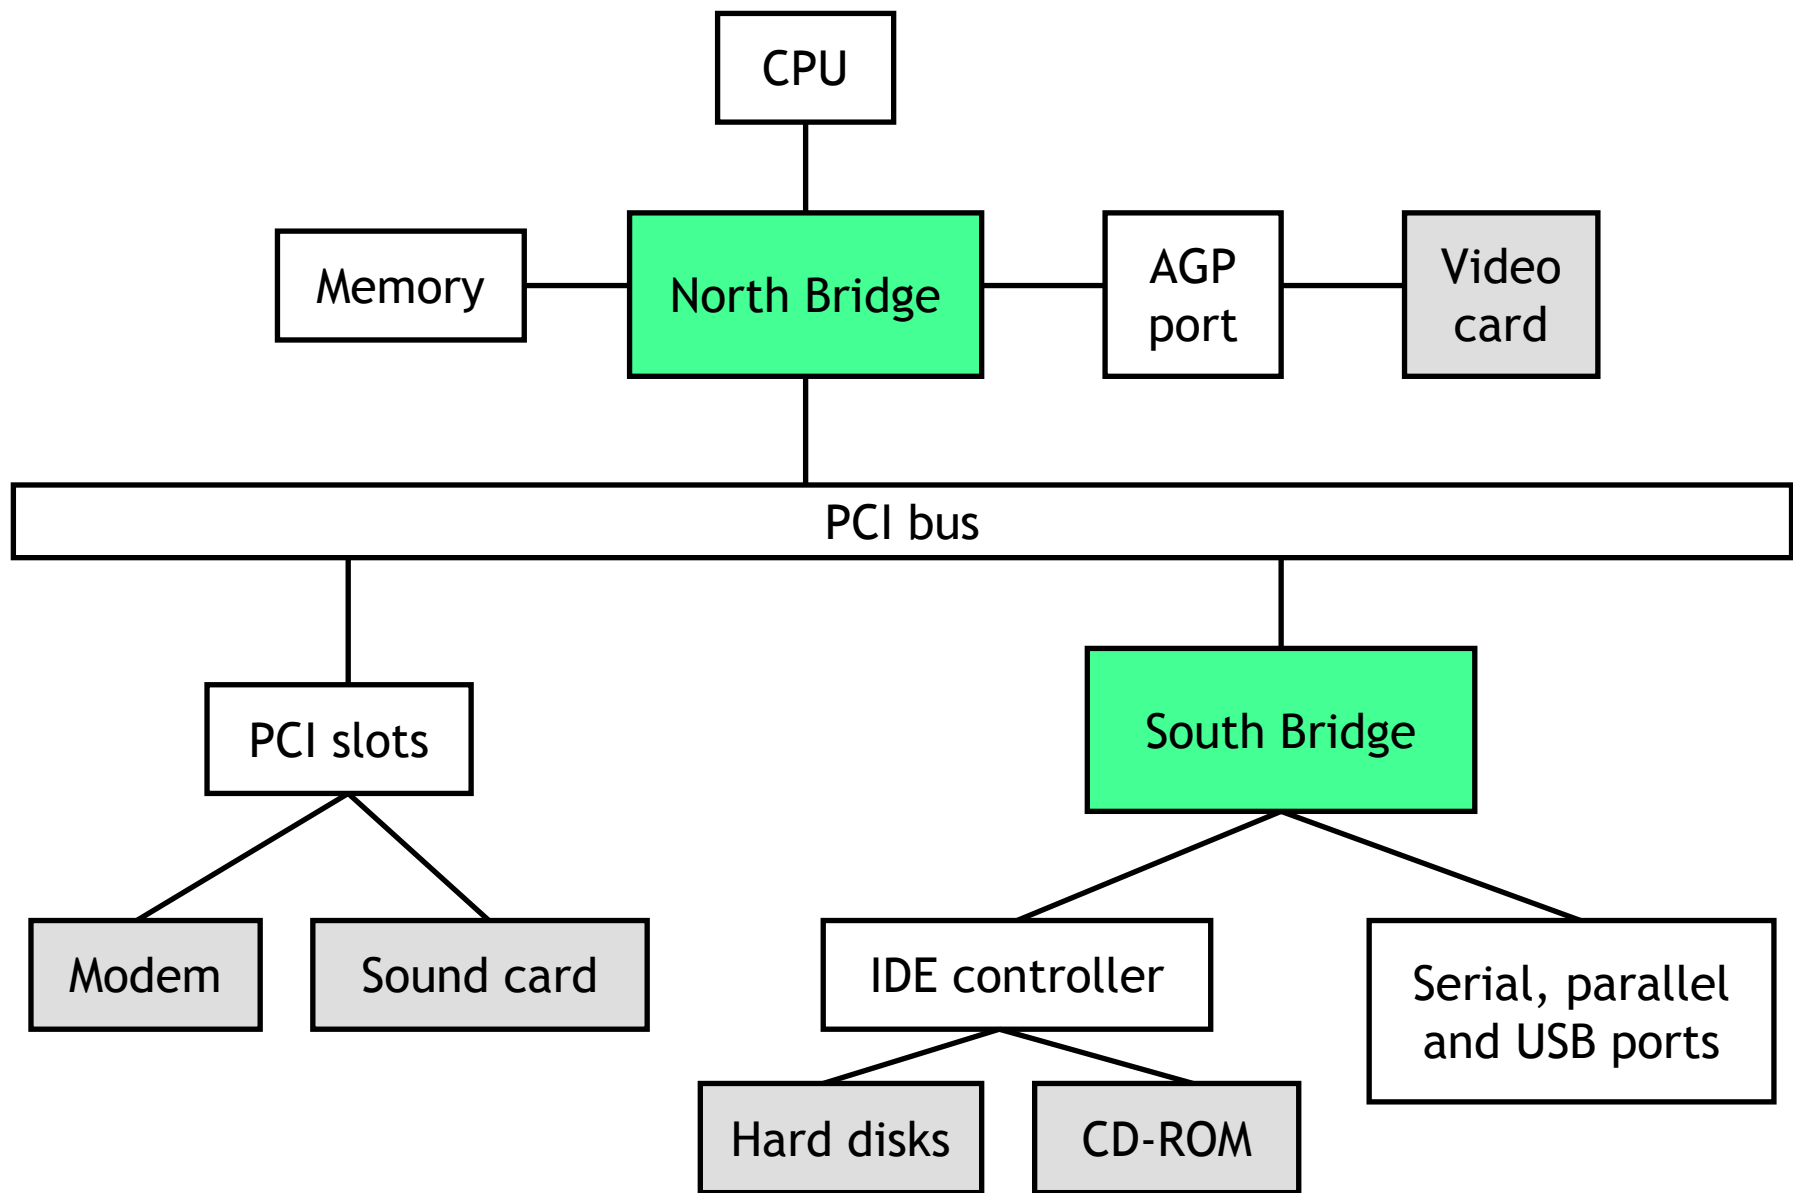 CPU
Memory
North Bridge
AGP
port
Video
card
PCI bus
PCI slots
South Bridge
Modem
Sound card
IDE controller
Serial, parallel
and USB ports
Hard disks
CD-ROM